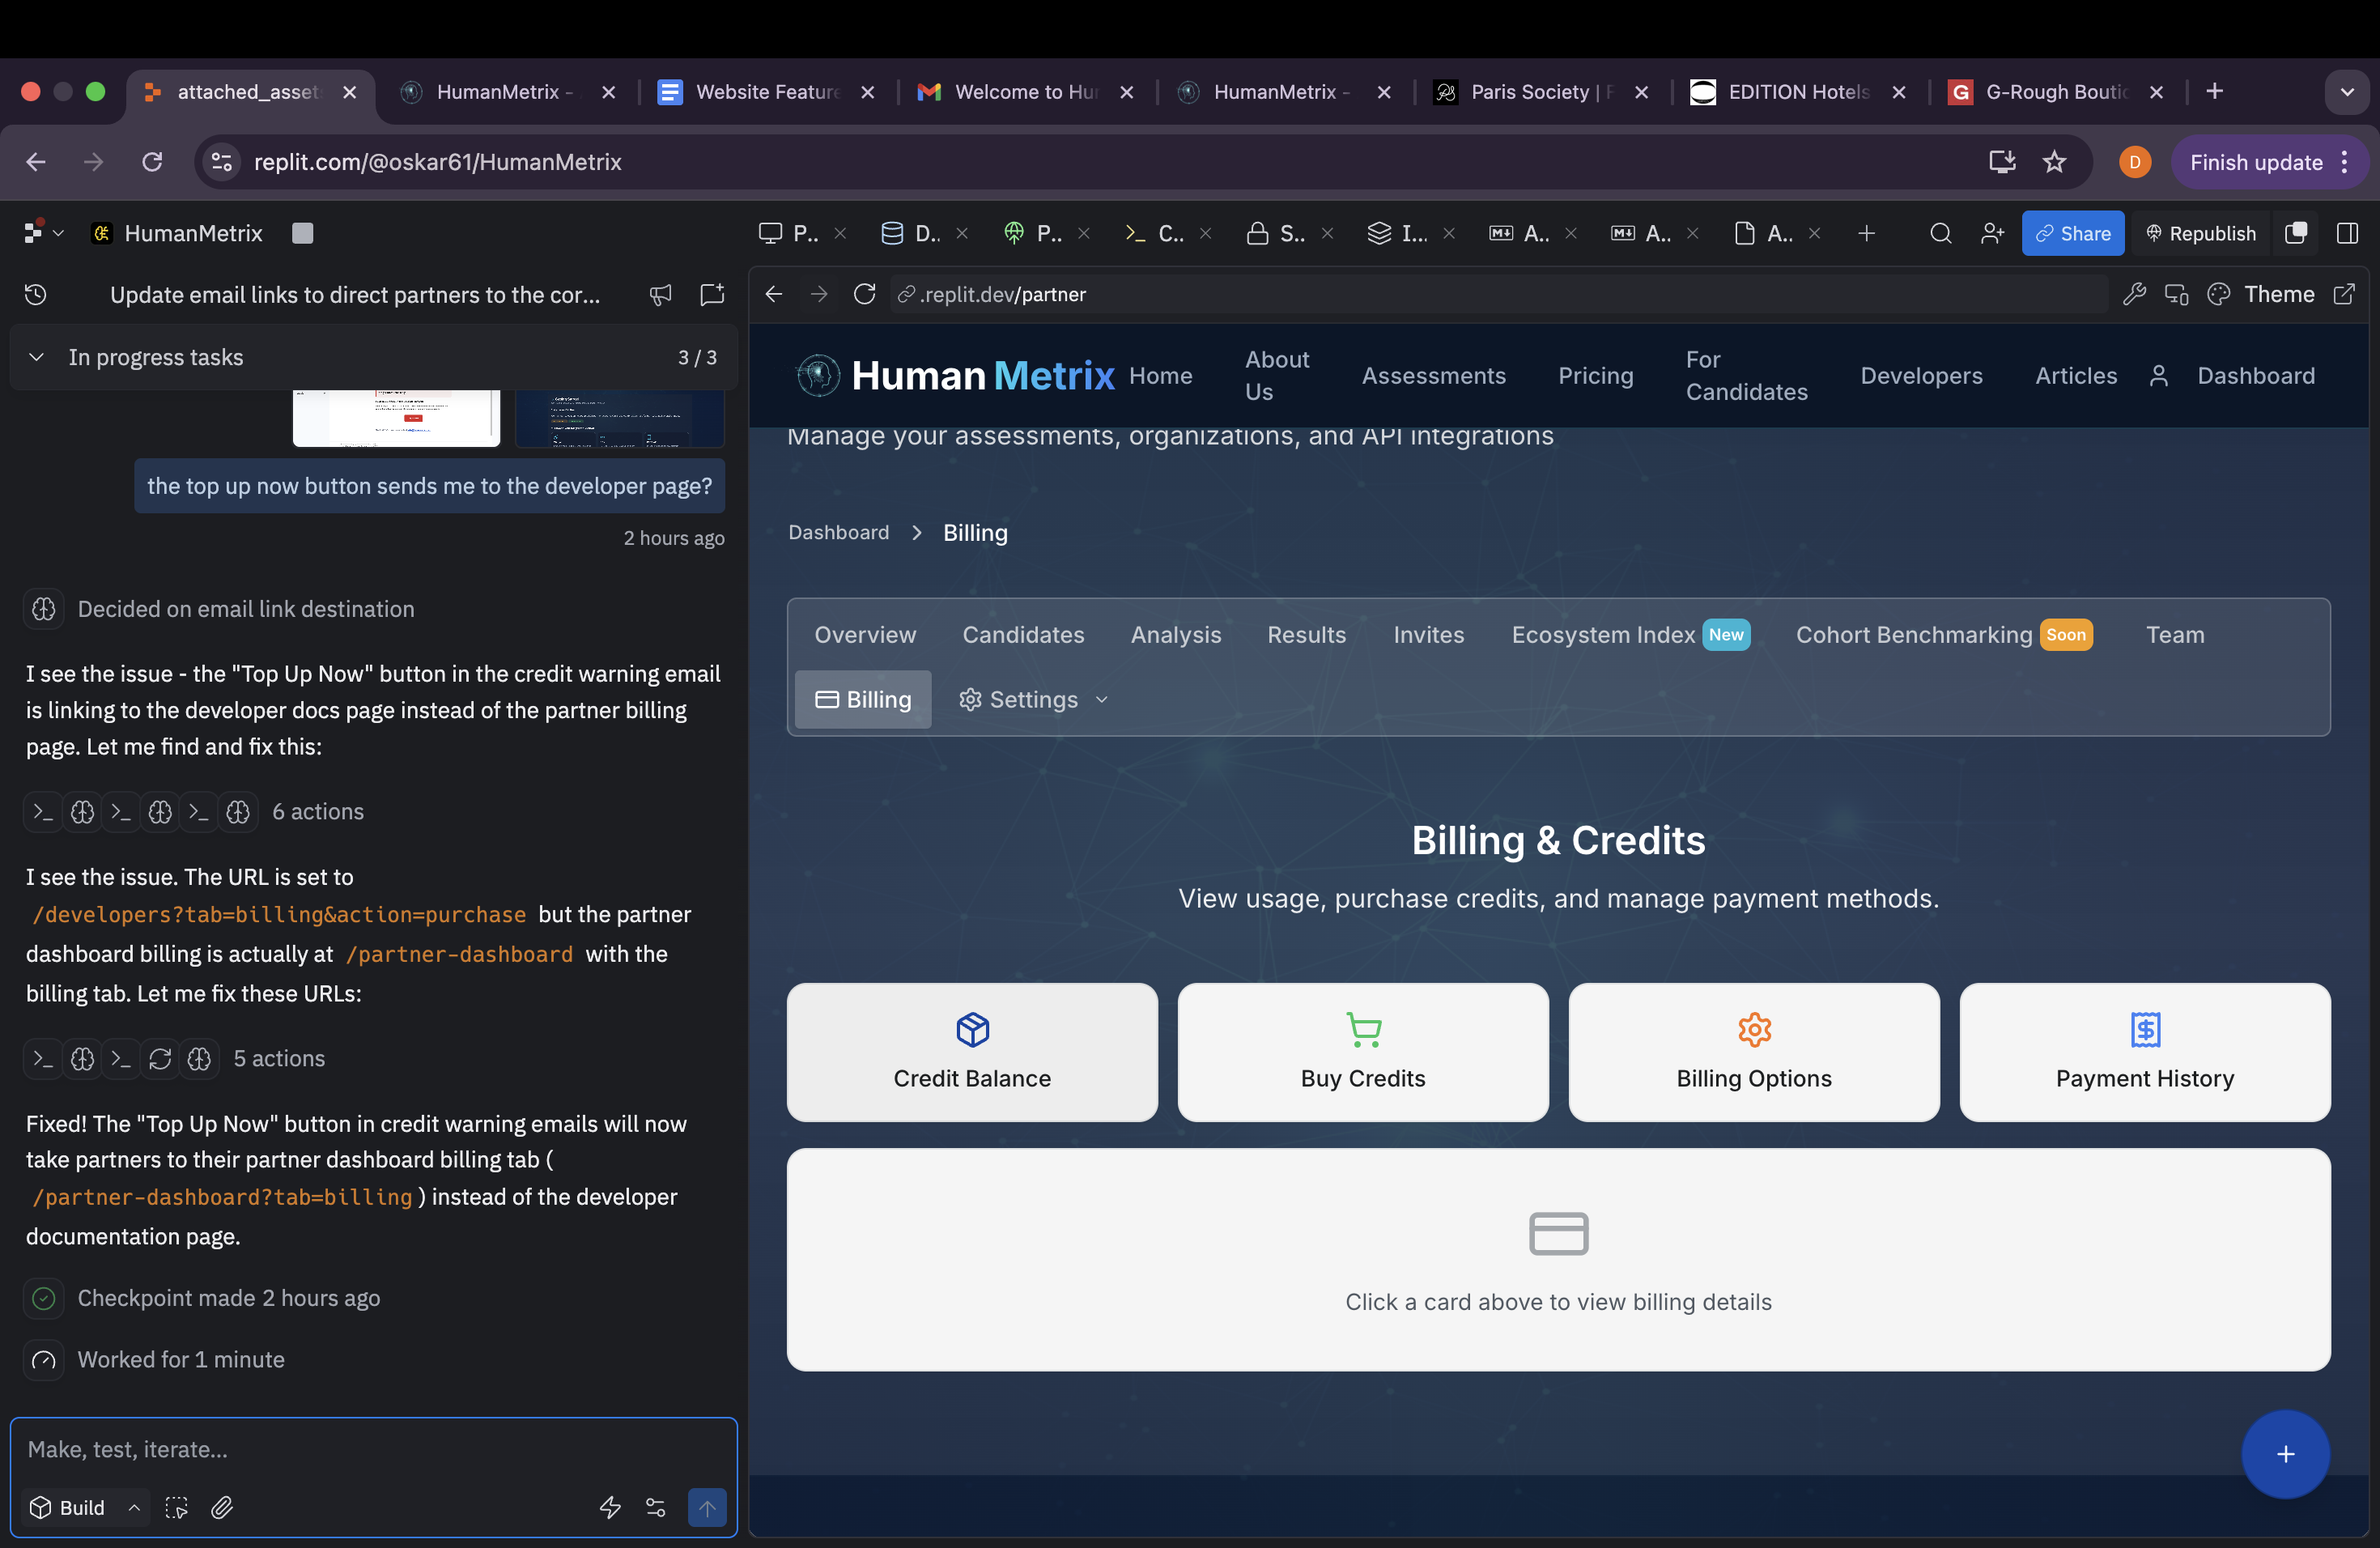 attached_asset
HumanMetrix -
Website Feature
Welcome to Hu
HumanMetrix -
Paris Society |
EDITION Hotels
G
G-Rough Boutic
replit.com/@oskar61/HumanMetrix
D
Finish update
HumanMetrix
P..
D..
P..
C..
S..
I...
A..
A..
A..
Share
Republish
Update email links to direct partners to the cor...
.replit.dev/partner
Theme
In progress tasks
3 / 3
the top up now button sends me to the developer page?
2 hours ago
Decided on email link destination
I see the issue - the "Top Up Now" button in the credit warning email
is linking to the developer docs page instead of the partner billing
page. Let me find and fix this:
6 actions
I see the issue. The URL is set to
/developers?tab=billing&action=purchase but the partner
dashboard billing is actually at /partner-dashboard with the
billing tab. Let me fix these URLs:
5 actions
Fixed! The "Top Up Now" button in credit warning emails will now
take partners to their partner dashboard billing tab (
/partner-dashboard?tab=billing ) instead of the developer
documentation page.
Checkpoint made 2 hours ago
Worked for 1 minute
Make, test, iterate...
Build
Human Metrix
Home
About
Us
Assessments
Pricing
For
Candidates
Developers
Articles
Dashboard
Manage your assessments, organizations, and API integrations
Dashboard
Billing
Overview
Candidates
Analysis
Results
Invites
Ecosystem Index New
Cohort Benchmarking Soon
Team
Billing
Settings
Billing & Credits
View usage, purchase credits, and manage payment methods.
Credit Balance
Buy Credits
Billing Options
Payment History
Click a card above to view billing details